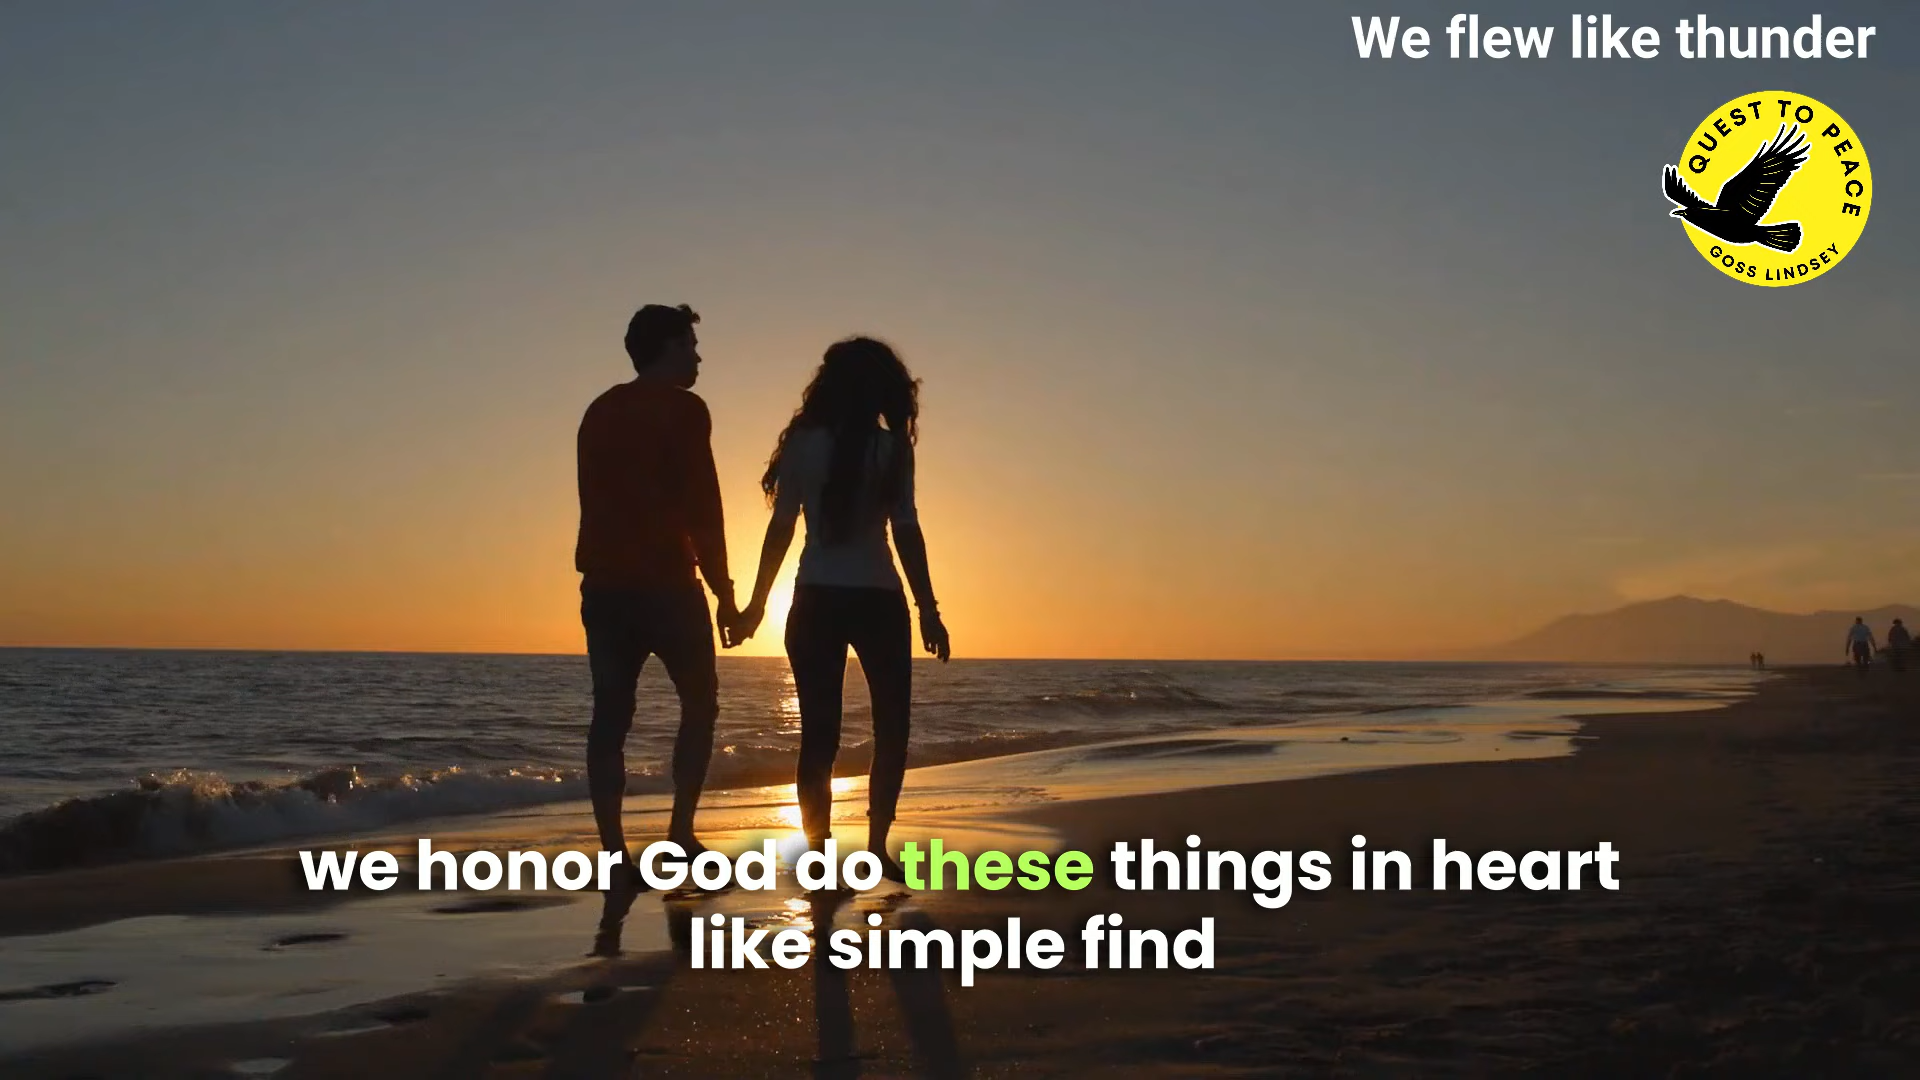 We flew like thunder
QUEST TO PEACE
GOSS LINDSEY
we honor God do these things in heart
like simple find